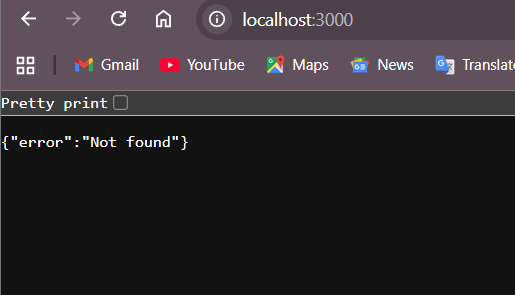 localhost:3000
Gmail YouTube Maps News Translate
Pretty print
{"error":"Not found"}